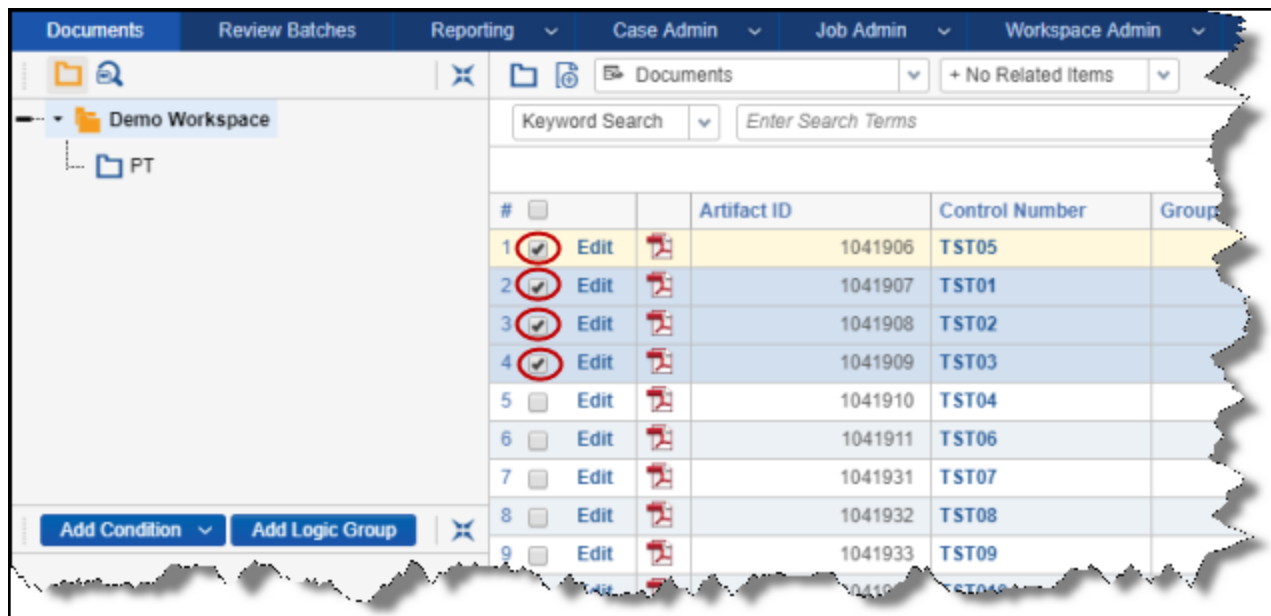 Documents Review Batches Reporting Case Admin Job Admin Workspace Admin
Documents + No Related Items
Demo Workspace
Keyword Search Enter Search Terms
PT
# Artifact ID Control Number Group
1 Edit 1041906 TST05
2 Edit 1041907 TST01
3 Edit 1041908 TST02
4 Edit 1041909 TST03
5 Edit 1041910 TST04
6 Edit 1041911 TST06
7 Edit 1041931 TST07
8 Edit 1041932 TST08
Add Condition Add Logic Group
9 Edit 1041933 TST09